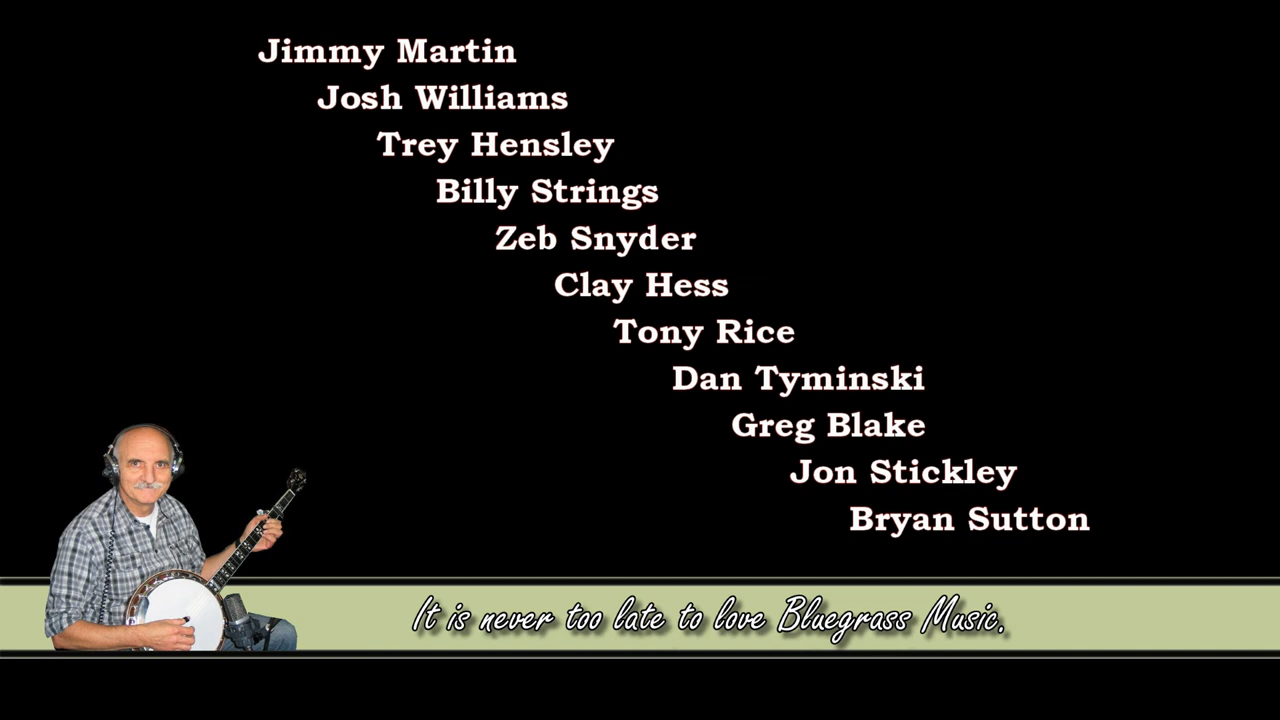 Jimmy Martin
Josh Williams
Trey Hensley
Billy Strings
Zeb Snyder
Clay Hess
Tony Rice
Dan Tyminski
Greg Blake
Jon Stickley
Bryan Sutton
It is never too late to love Bluegrass Music.